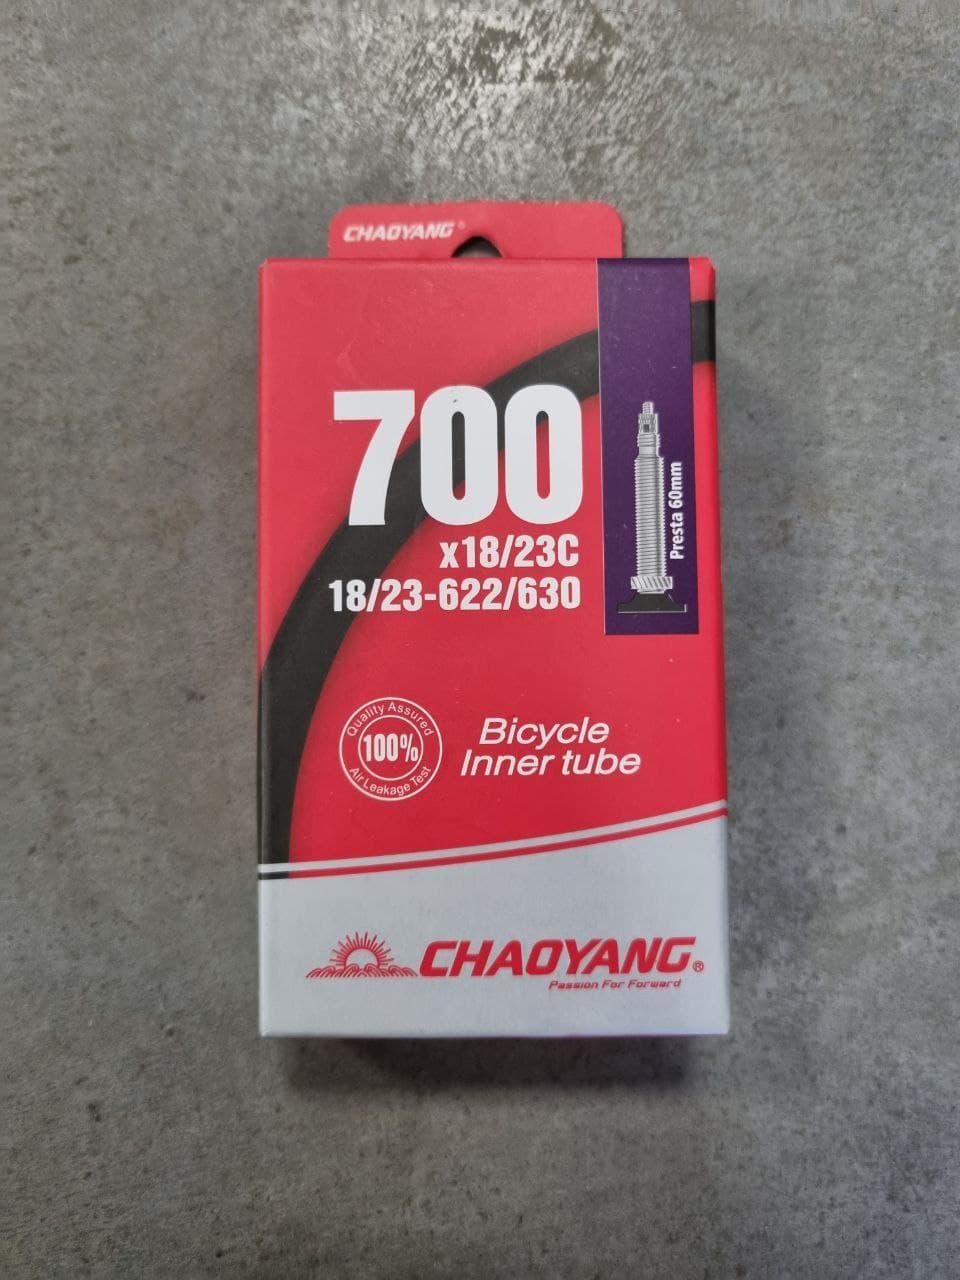 CHAOYANG®
700
x18/23C
18/23-622/630
Presta 60mm
Quality Assured
100%
Air Leakage Test
Bicycle
Inner tube
CHAOYANG®
Passion For Forward